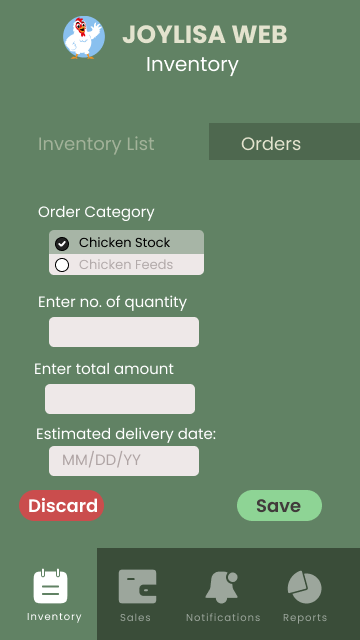 JOYLISA WEB
Inventory
Inventory List
Orders
Order Category
Chicken Stock
Chicken Feeds
Enter no. of quantity
Enter total amount
Estimated delivery date:
MM/DD/YY
Discard
Save
Inventory
Sales
Notifications
Reports